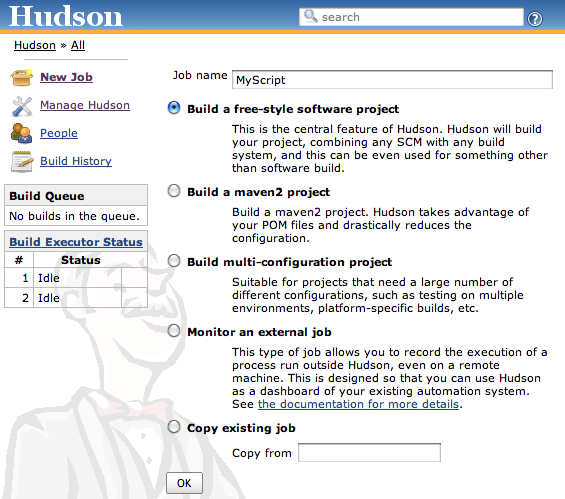 Hudson
search
?
Hudson » All
New Job
Manage Hudson
People
Build History
Build Queue
No builds in the queue.
Build Executor Status
# Status
1 Idle
2 Idle
Job name MyScript
Build a free-style software project
This is the central feature of Hudson. Hudson will build
your project, combining any SCM with any build
system, and this can be even used for something other
than software build.
Build a maven2 project
Build a maven2 project. Hudson takes advantage of
your POM files and drastically reduces the
configuration.
Build multi-configuration project
Suitable for projects that need a large number of
different configurations, such as testing on multiple
environments, platform-specific builds, etc.
Monitor an external job
This type of job allows you to record the execution of a
process run outside Hudson, even on a remote
machine. This is designed so that you can use Hudson
as a dashboard of your existing automation system.
See the documentation for more details.
Copy existing job
Copy from
OK